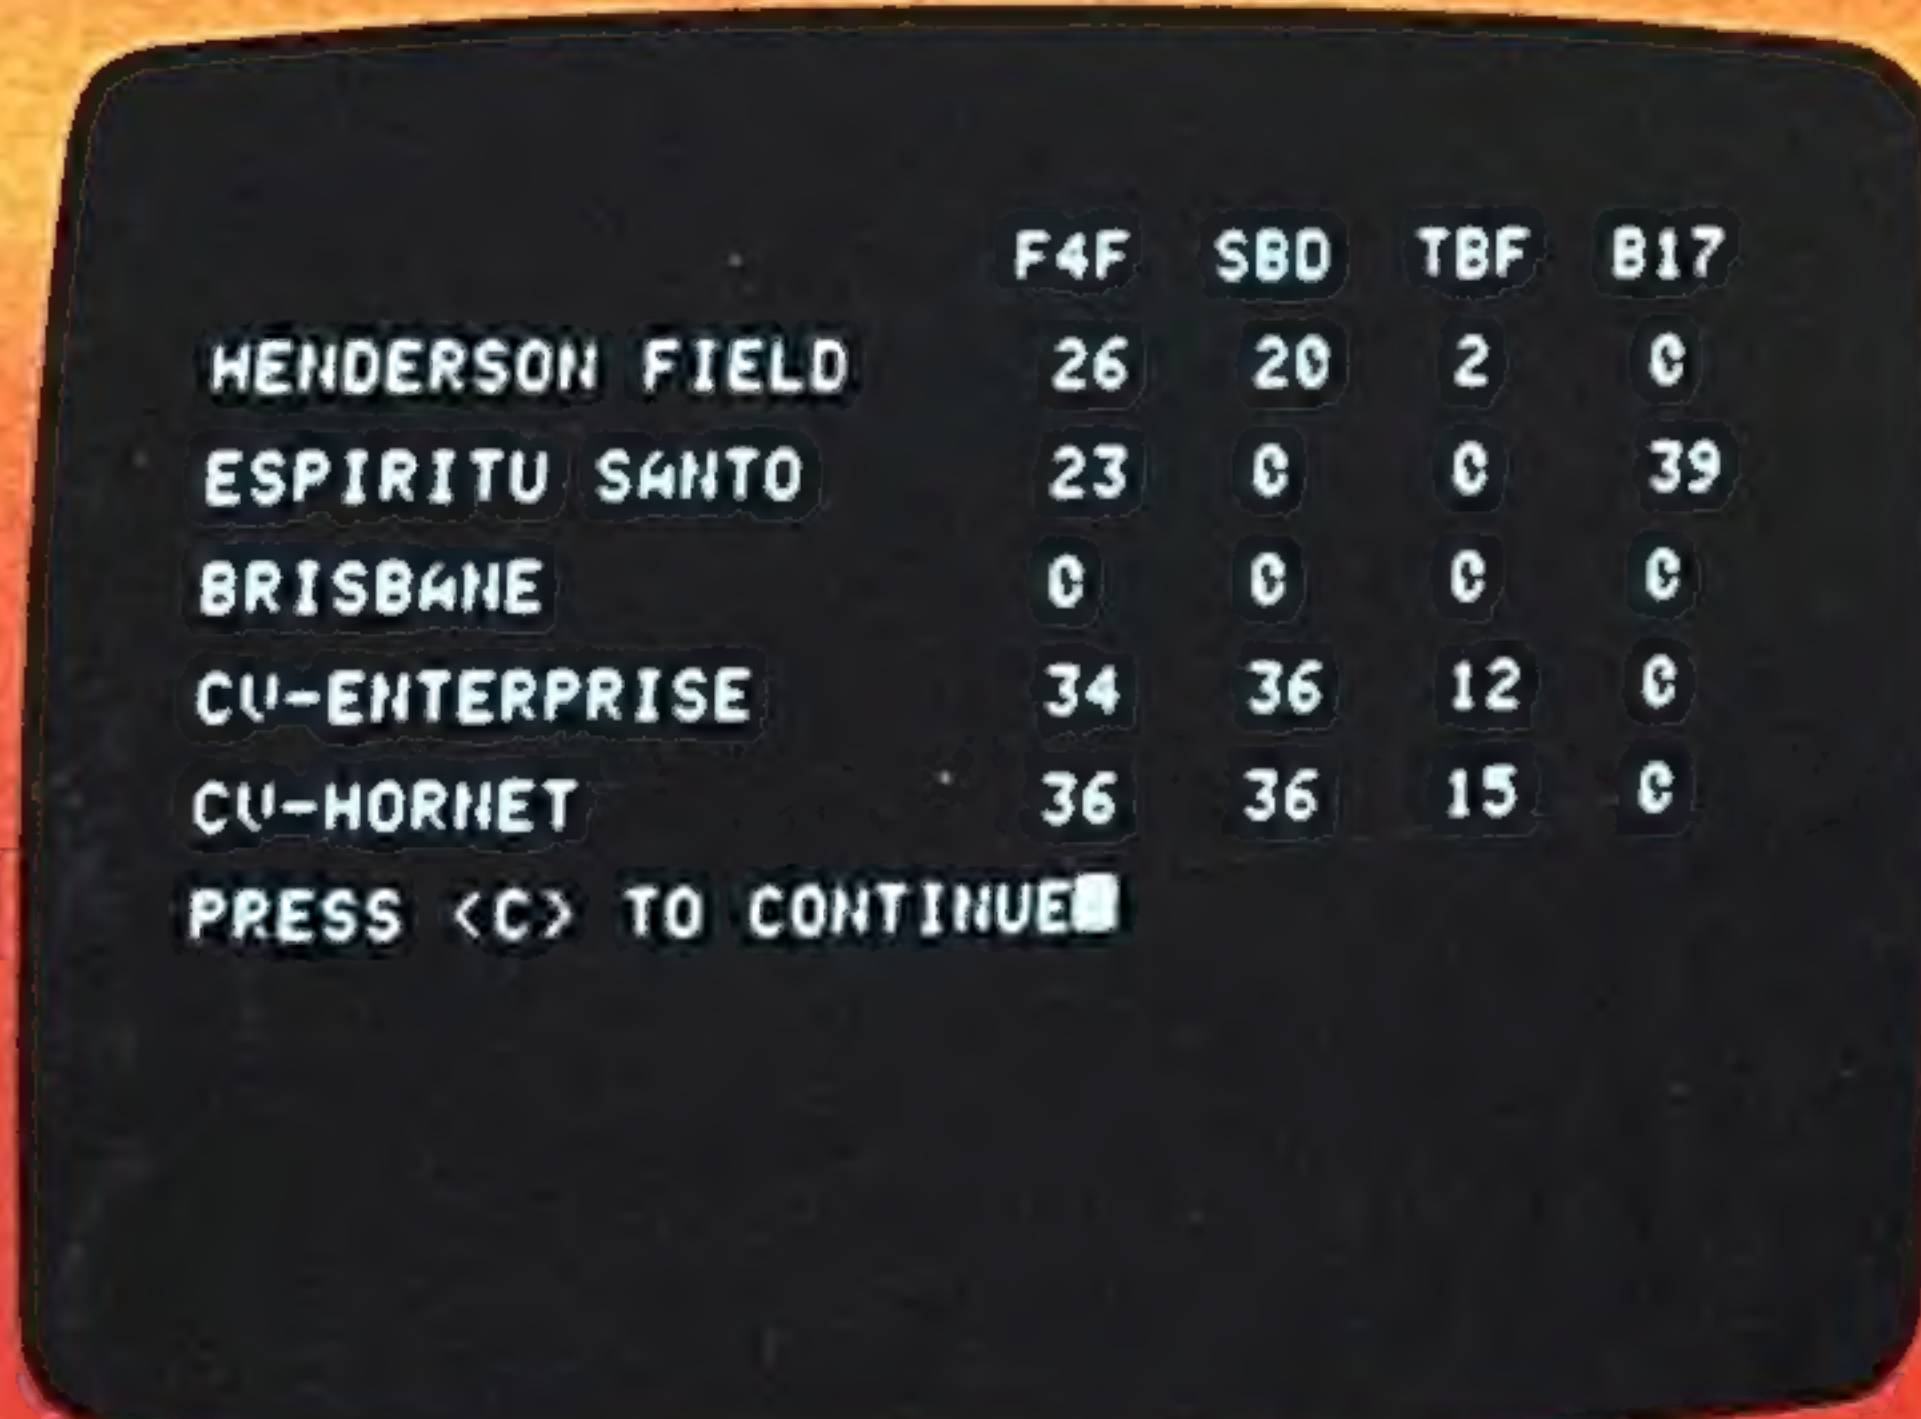 F4F SBD TBF B17
HENDERSON FIELD 26 20 2 0
ESPIRITU SANTO 23 0 0 39
BRISBANE 0 0 0 0
CV-ENTERPRISE 34 36 12 0
CV-HORNET 36 36 15 0
PRESS <C> TO CONTINUE